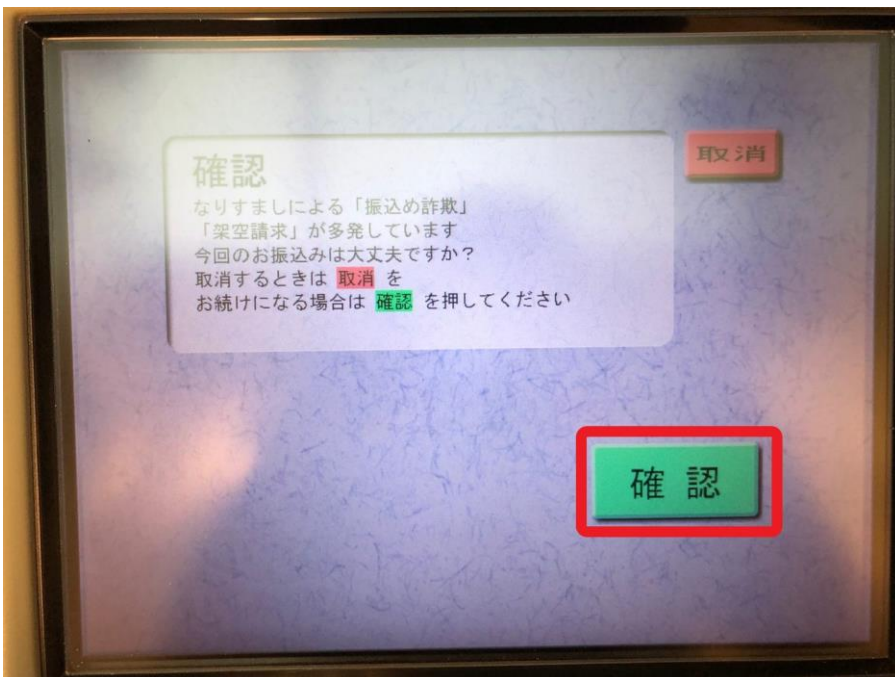 確認
取消
なりすましによる「振込め詐欺」
「架空請求」が多発しています
今回のお振込みは大丈夫ですか？
取消するときは 取消 を
お続けになる場合は 確認 を押してください
確認